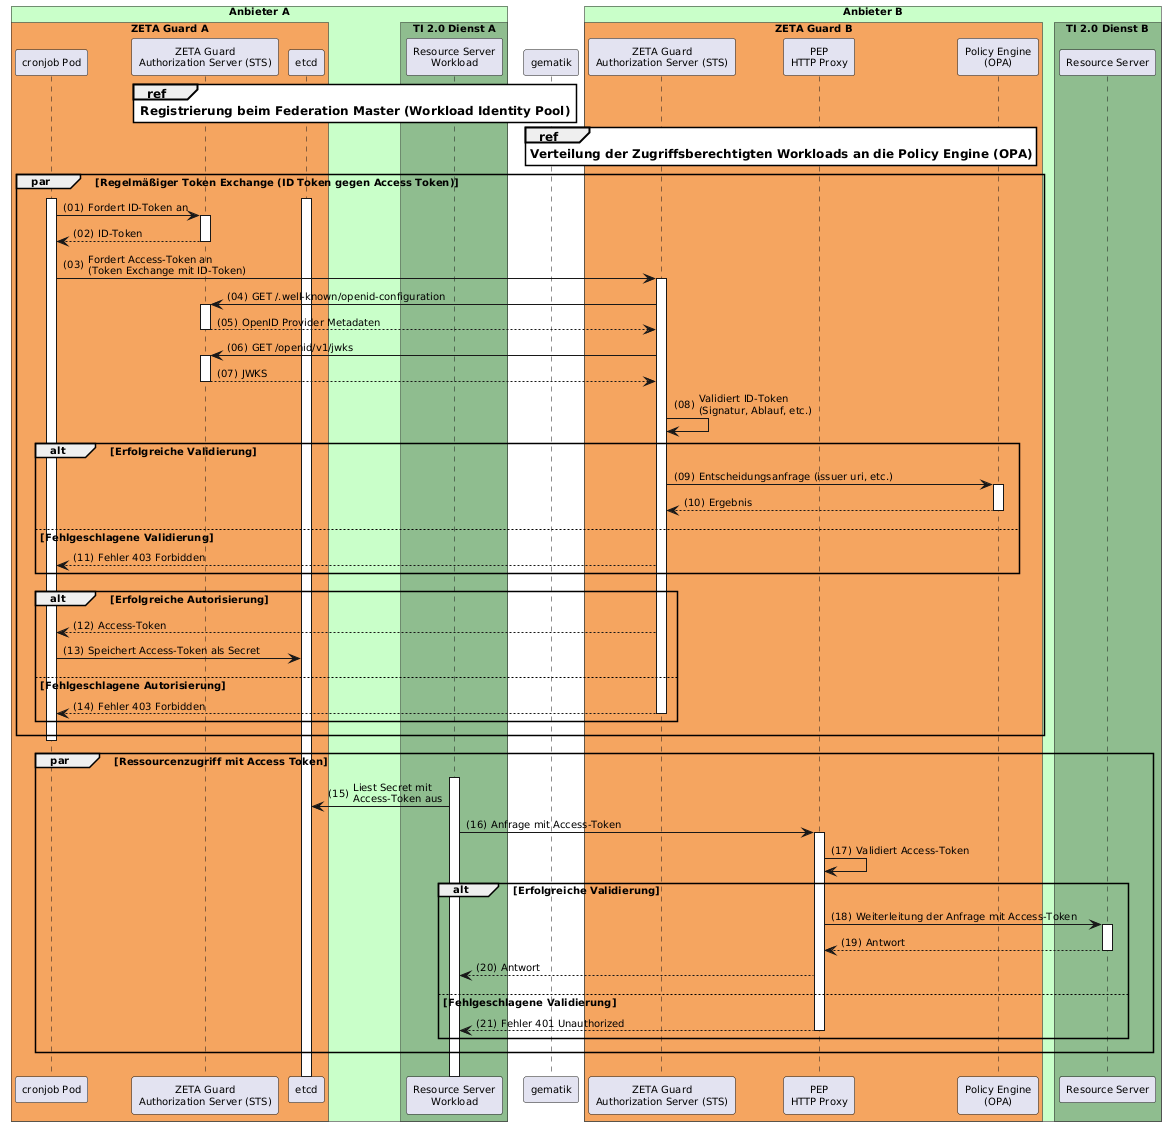 Anbieter A
Anbieter B
ZETA Guard A
TI 2.0 Dienst A
ZETA Guard B
TI 2.0 Dienst B
cronjob Pod
ZETA Guard
Authorization Server (STS)
etcd
Resource Server
Workload
gematik
ZETA Guard
Authorization Server (STS)
PEP
HTTP Proxy
Policy Engine
(OPA)
Resource Server
ref
Registrierung beim Federation Master (Workload Identity Pool)
ref
Verteilung der Zugriffsberechtigten Workloads an die Policy Engine (OPA)
par
[Regelmäßiger Token Exchange (ID Token gegen Access Token)]
(01) Fordert ID-Token an
(02) ID-Token
(03) Fordert Access-Token an
(Token Exchange mit ID-Token)
(04) GET /.well-known/openid-configuration
(05) OpenID Provider Metadaten
(06) GET /openid/v1/jwks
(07) JWKS
(08) Validiert ID-Token
(Signatur, Ablauf, etc.)
alt
[Erfolgreiche Validierung]
(09) Entscheidungsanfrage (issuer uri, etc.)
(10) Ergebnis
[Fehlgeschlagene Validierung]
(11) Fehler 403 Forbidden
alt
[Erfolgreiche Autorisierung]
(12) Access-Token
(13) Speichert Access-Token als Secret
[Fehlgeschlagene Autorisierung]
(14) Fehler 403 Forbidden
par
[Ressourcenzugriff mit Access Token]
(15) Liest Secret mit
Access-Token aus
(16) Anfrage mit Access-Token
(17) Validiert Access-Token
alt
[Erfolgreiche Validierung]
(18) Weiterleitung der Anfrage mit Access-Token
(19) Antwort
(20) Antwort
[Fehlgeschlagene Validierung]
(21) Fehler 401 Unauthorized
cronjob Pod
ZETA Guard
Authorization Server (STS)
etcd
Resource Server
Workload
gematik
ZETA Guard
Authorization Server (STS)
PEP
HTTP Proxy
Policy Engine
(OPA)
Resource Server